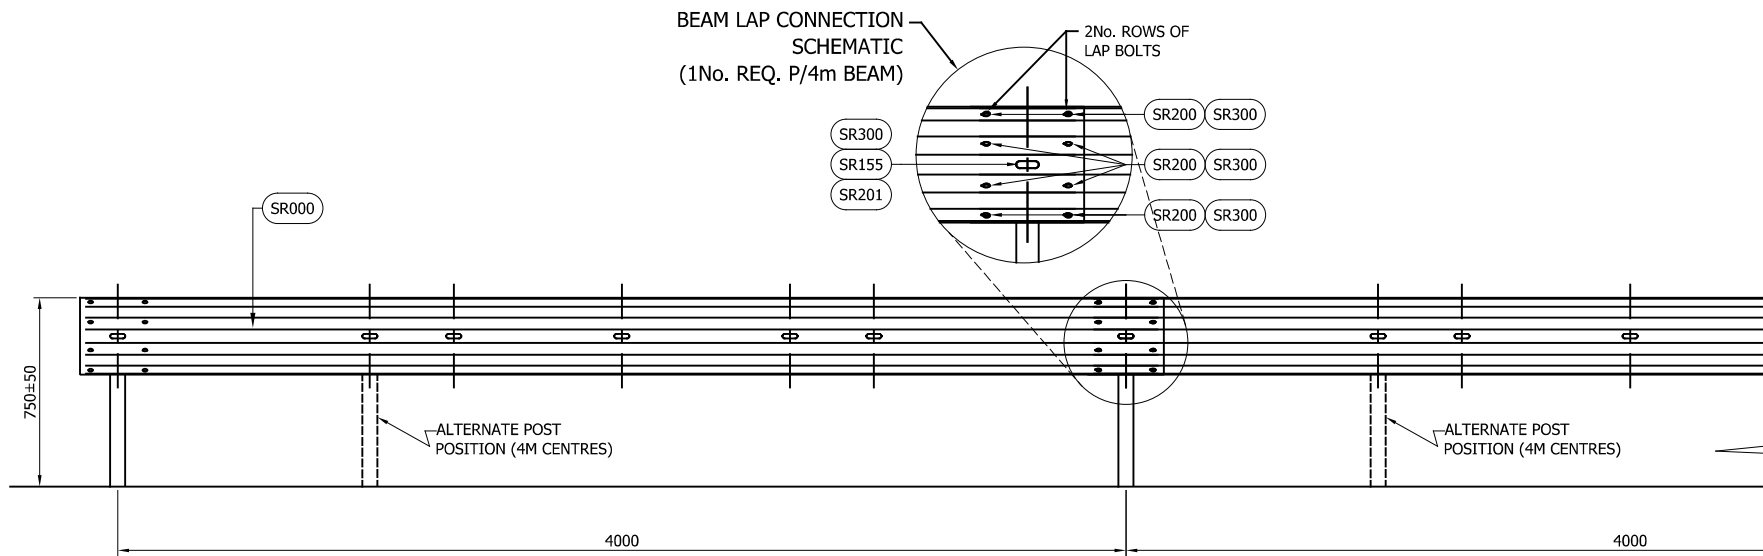 BEAM LAP CONNECTION
SCHEMATIC
(1No. REQ. P/4m BEAM)
2No. ROWS OF
LAP BOLTS
SR200 SR300
SR300
SR155
SR201
SR200 SR300
SR200 SR300
SR000
750±50
ALTERNATE POST
POSITION (4M CENTRES)
ALTERNATE POST
POSITION (4M CENTRES)
4000
4000